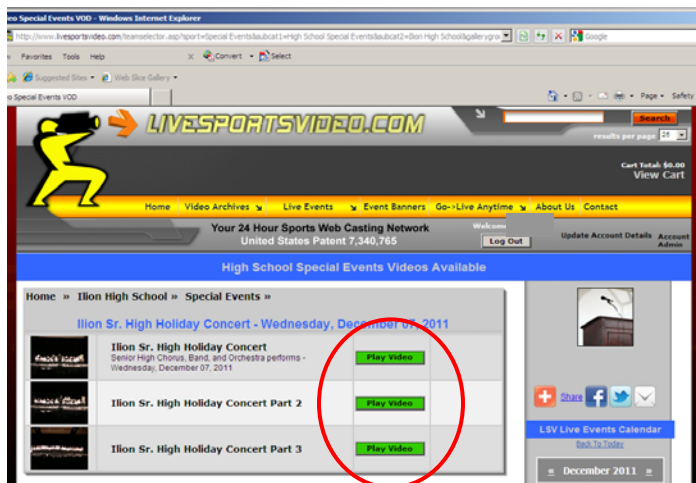 eo Special Events VOD - Windows Internet Explorer
http://www.livesportsvideo.com/teamselector.asp?sport=Special Events&subcat1=High School Special Events&subcat2=Ilion High School&gallerygro
Google
Favorites Tools Help
x Convert Select
Suggested Sites Web Slice Gallery
o Special Events VOD
Page Safety
LIVESPORTSVIDEO.COM
Search
results per page 25
Cart Total: $0.00
View Cart
Home Video Archives Live Events Event Banners Go->Live Anytime About Us Contact
Your 24 Hour Sports Web Casting Network
United States Patent 7,340,765
Welcome
Log Out
Update Account Details
Account Admin
High School Special Events Videos Available
Home » Ilion High School » Special Events »
Ilion Sr. High Holiday Concert - Wednesday, December 07, 2011
Ilion Sr. High Holiday Concert
Senior High Chorus, Band, and Orchestra performs -
Wednesday, December 07, 2011
Play Video
Ilion Sr. High Holiday Concert Part 2
Play Video
Ilion Sr. High Holiday Concert Part 3
Play Video
Share
LSV Live Events Calendar
Back To Today
« December 2011 »